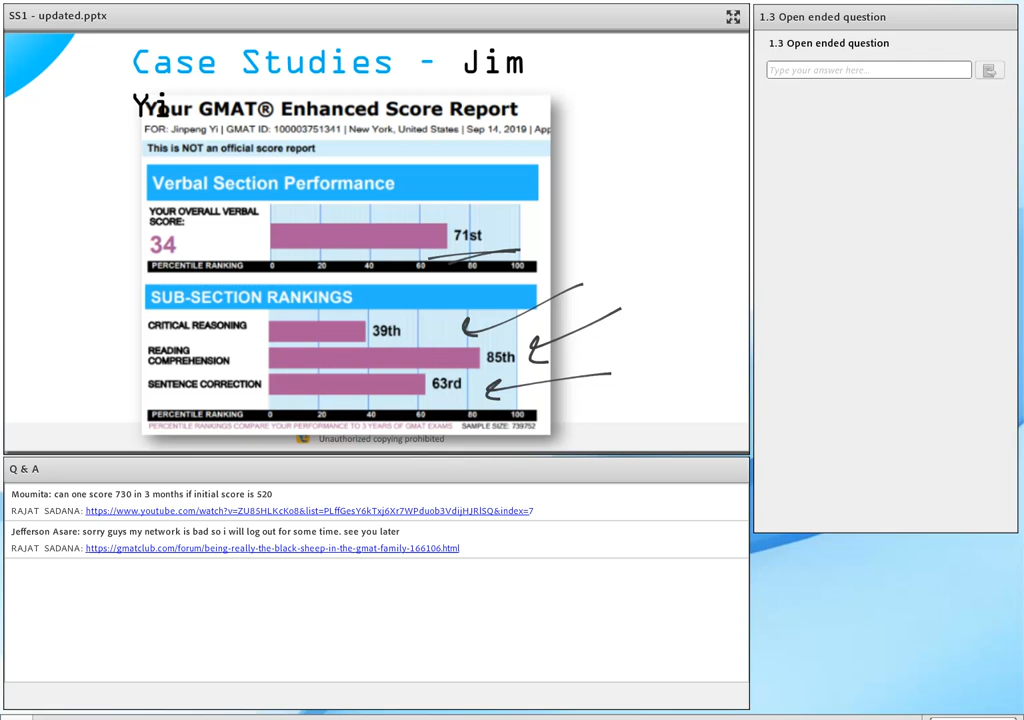 SS1 - updated.pptx
Case Studies - Jim
Yi
Your GMAT® Enhanced Score Report
FOR: Jinpeng Yi | GMAT ID: 100003751341 | New York, United States | Sep 14, 2019 | App
This is NOT an official score report
Verbal Section Performance
YOUR OVERALL VERBAL
SCORE:
34
71st
PERCENTILE RANKING 0 20 40 60 80 100
SUB-SECTION RANKINGS
CRITICAL REASONING 39th
READING
COMPREHENSION 85th
SENTENCE CORRECTION 63rd
PERCENTILE RANKING 0 20 40 60 80 100
PERCENTILE RANKINGS COMPARE YOUR PERFORMANCE TO 3 YEARS OF GMAT EXAMS SAMPLE SIZE: 739752
Unauthorized copying prohibited
Q & A
Moumita: can one score 730 in 3 months if initial score is 520
RAJAT SADANA: https://www.youtube.com/watch?v=ZU85HLKcKo8&list=PLffGesY6kTxj6Xr7WPduob3VdijHJRlSQ&index=7
Jefferson Asare: sorry guys my network is bad so i will log out for some time. see you later
RAJAT SADANA: https://gmatclub.com/forum/being-really-the-black-sheep-in-the-gmat-family-166106.html
1.3 Open ended question
1.3 Open ended question
Type your answer here...